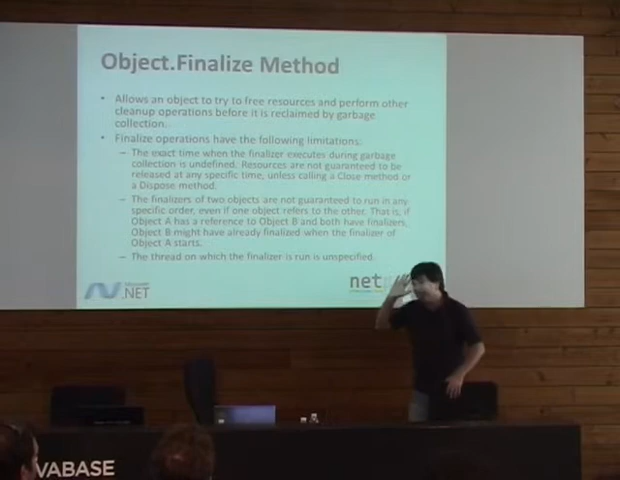 Object.Finalize Method
• Allows an object to try to free resources and perform other
cleanup operations before it is reclaimed by garbage
collection.
• Finalize operations have the following limitations:
– The exact time when the finalizer executes during garbage
collection is undefined. Resources are not guaranteed to be
released at any specific time, unless calling a Close method or
a Dispose method.
– The finalizers of two objects are not guaranteed to run in any
specific order, even if one object refers to the other. That is, if
Object A has a reference to Object B and both have finalizers,
Object B might have already finalized when the finalizer of
Object A starts.
– The thread on which the finalizer is run is unspecified.
Microsoft
.NET
net
VABASE